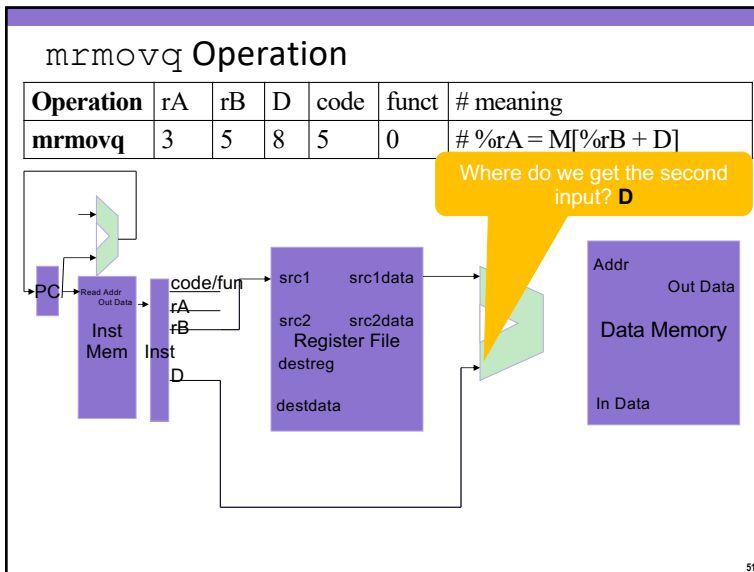 mrmovq Operation
Operation rA rB D code funct # meaning
mrmovq 3 5 8 5 0 # %rA = M[%rB + D]
Where do we get the second
input? D
PC
Read Addr
Out Data
Inst
Mem
Inst
code/fun
rA
rB
D
src1 src1data
src2 src2data
Register File
destreg
destdata
Addr
Out Data
Data Memory
In Data